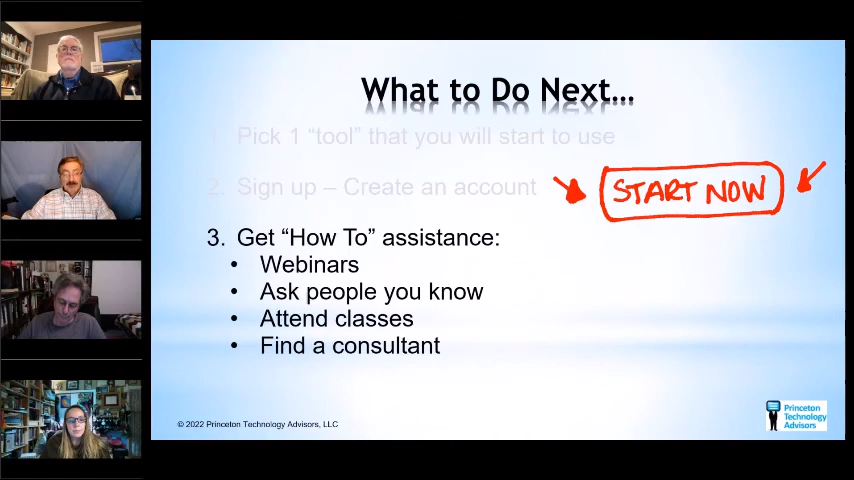 What to Do Next…
1. Pick 1 “tool” that you will start to use
2. Sign up – Create an account
START NOW
3. Get “How To” assistance:
• Webinars
• Ask people you know
• Attend classes
• Find a consultant
© 2022 Princeton Technology Advisors, LLC
Princeton
Technology
Advisors